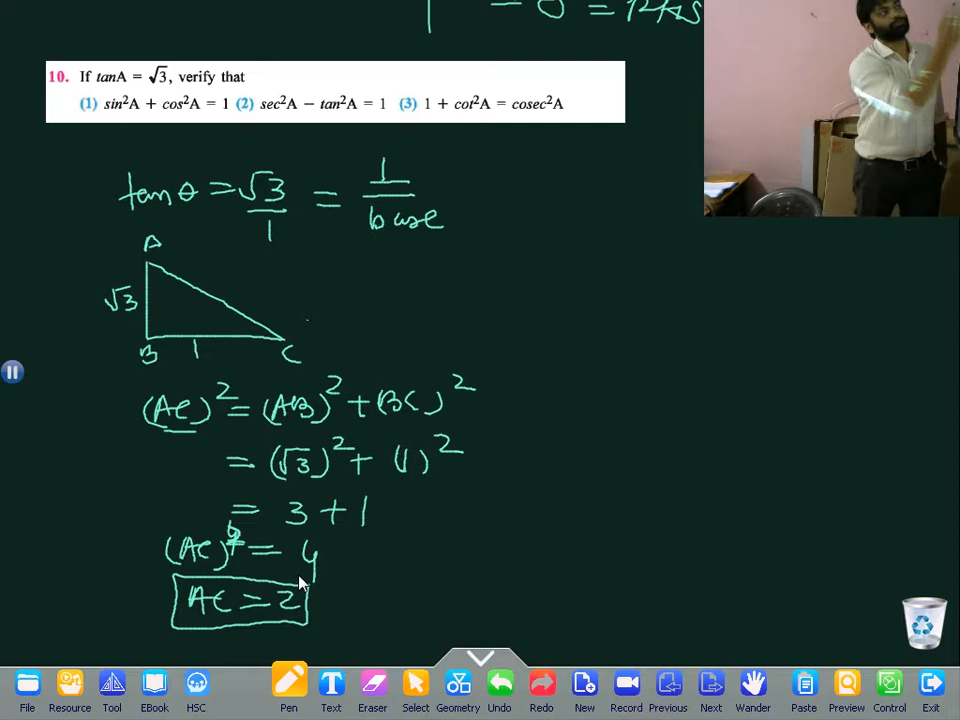 = 12 kms
10. If tanA = √3, verify that
(1) sin²A + cos²A = 1 (2) sec²A − tan²A = 1 (3) 1 + cot²A = cosec²A
tan θ = √3/1 = 1/base
A
√3
B 1 C
(AC)² = (AB)² + (BC)²
= (√3)² + (1)²
= 3 + 1
(AC)² = 4
AC = 2
File Resource Tool EBook HSC Pen Text Eraser Select Geometry Undo Redo New Record Previous Next Wander Paste Preview Control Exit